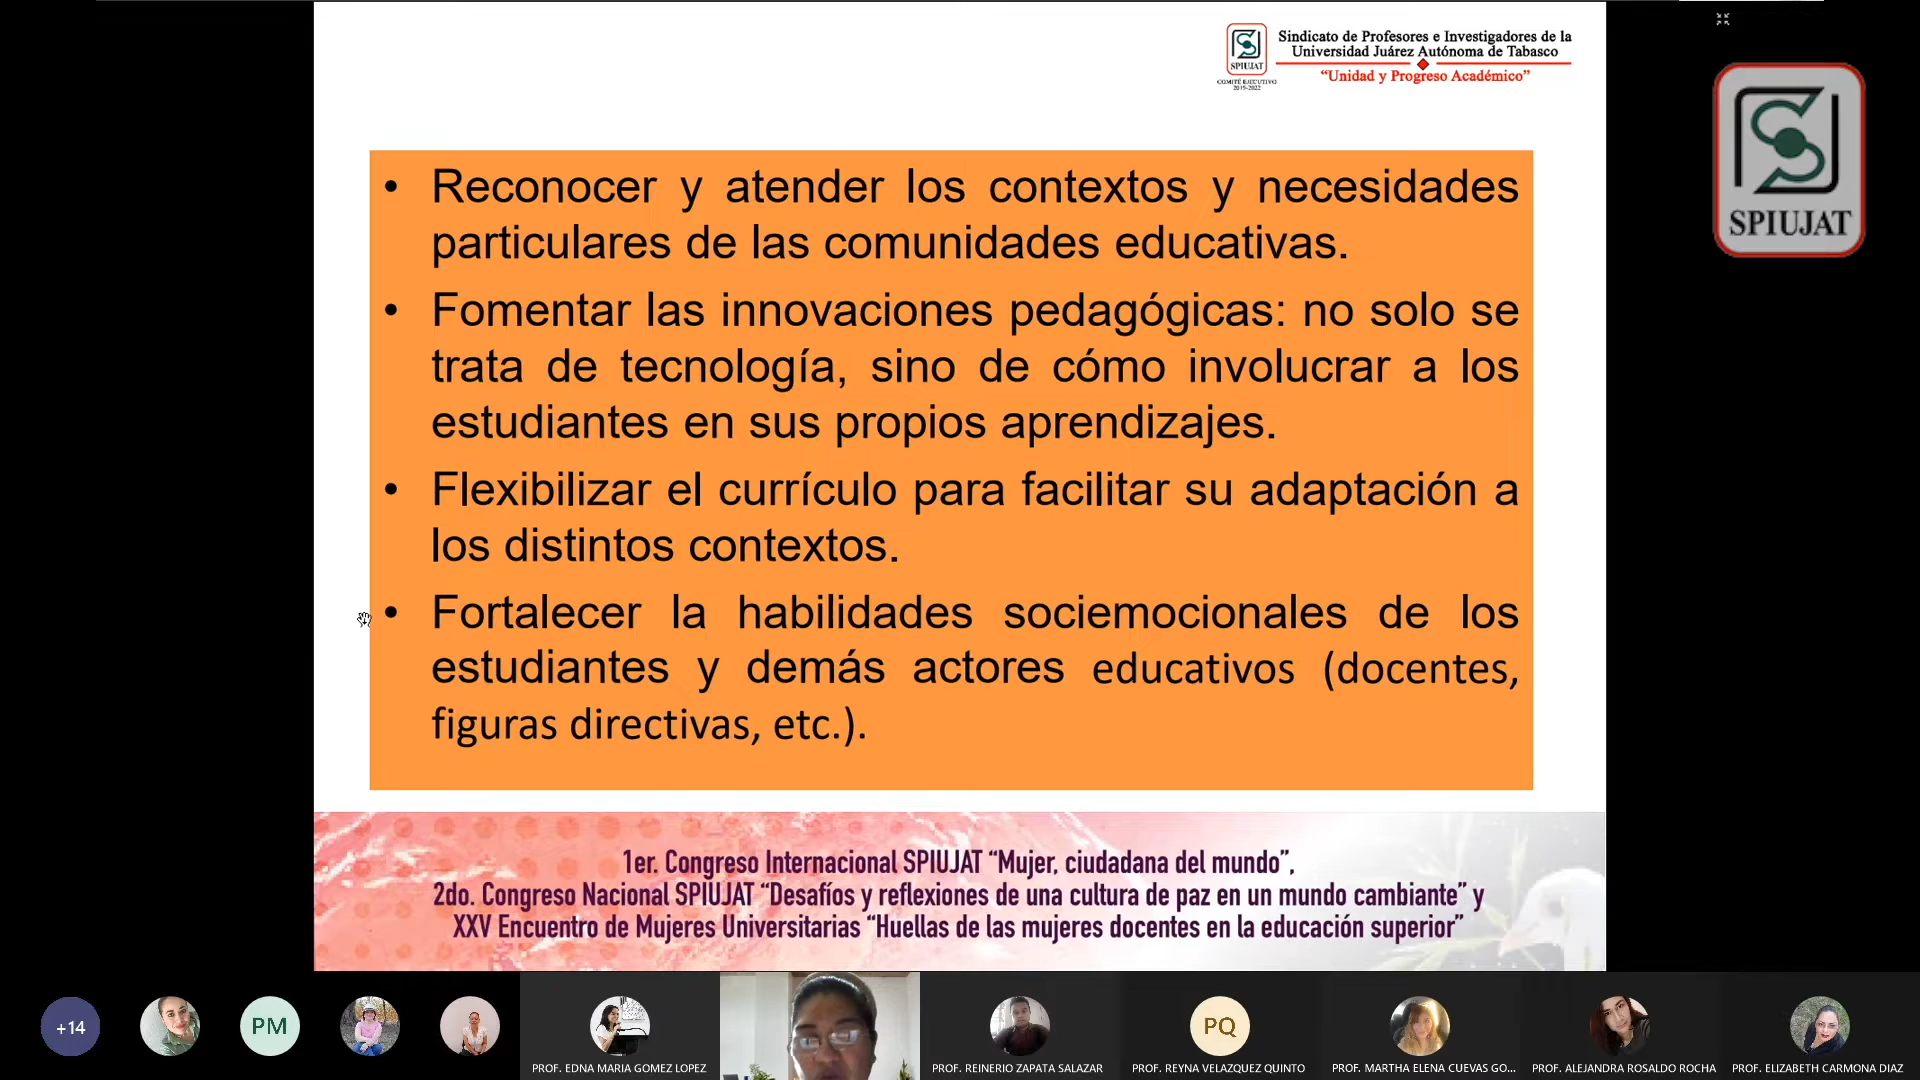 Sindicato de Profesores e Investigadores de la
Universidad Juárez Autónoma de Tabasco
“Unidad y Progreso Académico”
SPIUJAT
COMITÉ EJECUTIVO
2019-2022
SPIUJAT
• Reconocer y atender los contextos y necesidades
particulares de las comunidades educativas.
• Fomentar las innovaciones pedagógicas: no solo se
trata de tecnología, sino de cómo involucrar a los
estudiantes en sus propios aprendizajes.
• Flexibilizar el currículo para facilitar su adaptación a
los distintos contextos.
• Fortalecer la habilidades sociemocionales de los
estudiantes y demás actores educativos (docentes,
figuras directivas, etc.).
1er. Congreso Internacional SPIUJAT “Mujer, ciudadana del mundo”,
2do. Congreso Nacional SPIUJAT “Desafíos y reflexiones de una cultura de paz en un mundo cambiante” y
XXV Encuentro de Mujeres Universitarias “Huellas de las mujeres docentes en la educación superior”
+14
PM
PQ
PROF. EDNA MARIA GOMEZ LOPEZ
PROF. REINERIO ZAPATA SALAZAR
PROF. REYNA VELAZQUEZ QUINTO
PROF. MARTHA ELENA CUEVAS GO...
PROF. ALEJANDRA ROSALDO ROCHA
PROF. ELIZABETH CARMONA DIAZ